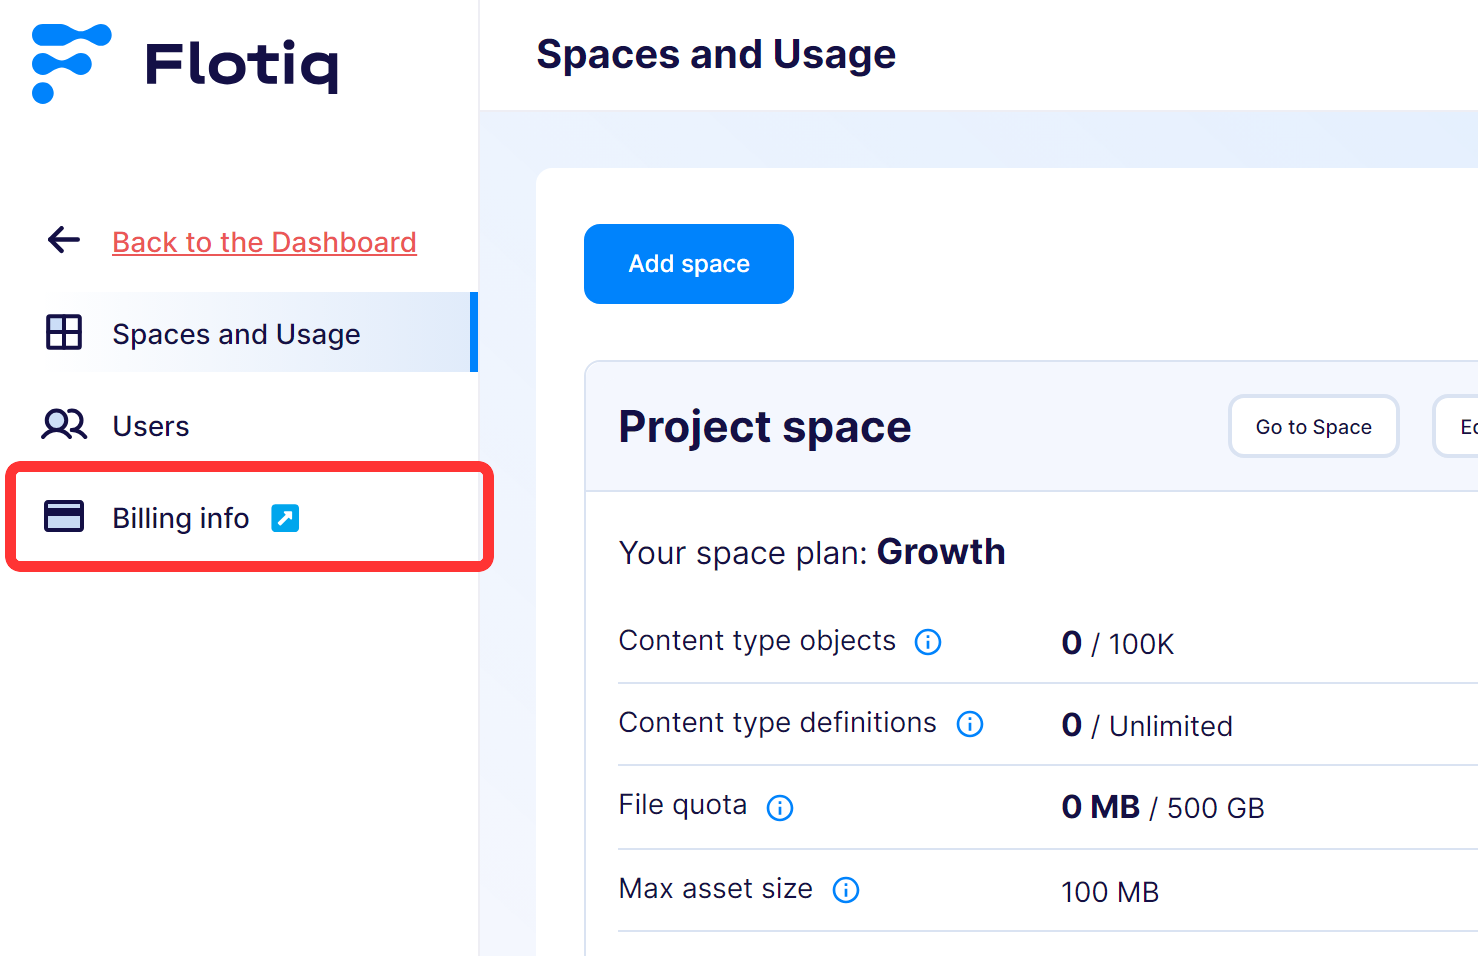 Flotiq
Spaces and Usage
Back to the Dashboard
Spaces and Usage
Users
Billing info
Add space
Project space
Go to Space
Your space plan: Growth
Content type objects 0 / 100K
Content type definitions 0 / Unlimited
File quota 0 MB / 500 GB
Max asset size 100 MB